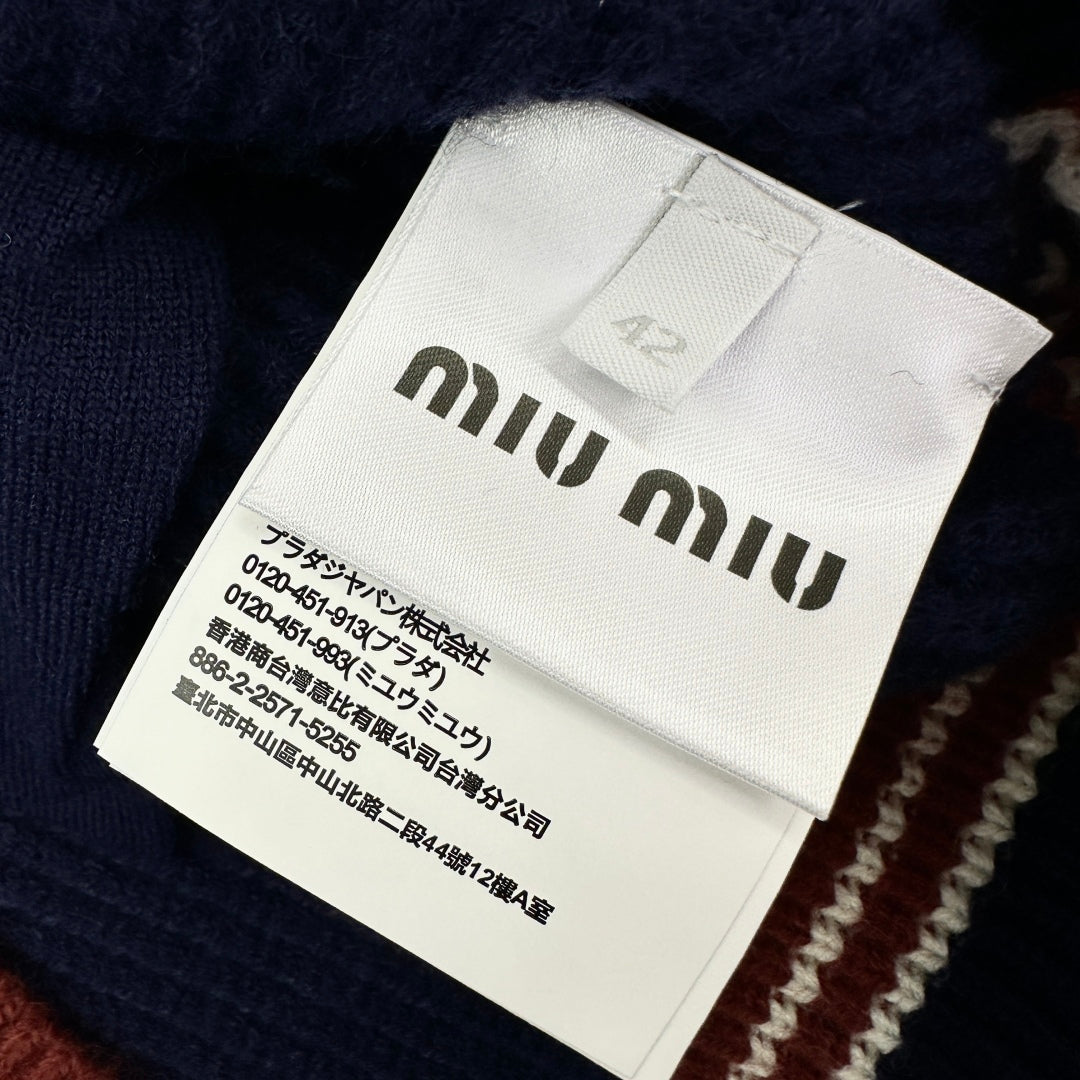 42
miu miu
プラダジャパン株式会社
0120-451-913(プラダ)
0120-451-993(ミユウミユウ)
香港商台灣意比有限公司台灣分公司
886-2-2571-5255
臺北市中山區中山北路二段44號12樓A室